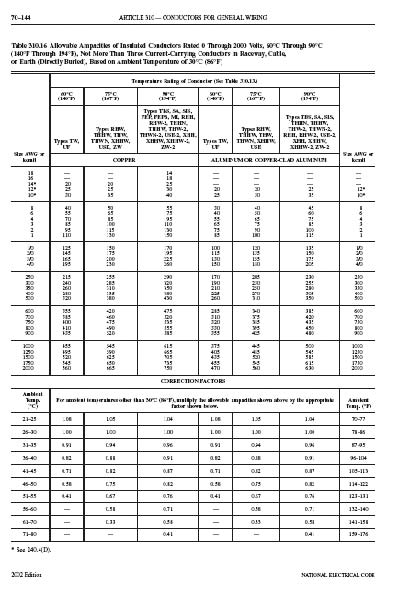 70–144 ARTICLE 310 — CONDUCTORS FOR GENERAL WIRING
Table 310.16 Allowable Ampacities of Insulated Conductors Rated 0 Through 2000 Volts, 60°C Through 90°C
(140°F Through 194°F), Not More Than Three Current-Carrying Conductors in Raceway, Cable,
or Earth (Directly Buried), Based on Ambient Temperature of 30°C (86°F)
Temperature Rating of Conductor (See Table 310.13.)
60°C 75°C 90°C 60°C 75°C 90°C
(140°F) (167°F) (194°F) (140°F) (167°F) (194°F)
Size AWG or
kcmil
Types TW,
UF
Types RHW,
THHW, THW,
THWN, XHHW,
USE, ZW
Types TBS, SA, SIS,
FEP, FEPB, MI, RHH,
RHW-2, THHN,
THHW, THW-2,
THWN-2, USE-2, XHH,
XHHW, XHHW-2,
ZW-2
Types TW,
UF
Types RHW,
THHW, THW,
THWN, XHHW,
USE
Types TBS, SA, SIS,
THHN, THHW,
THW-2, THWN-2,
RHH, RHW-2, USE-2,
XHH, XHHW,
XHHW-2, ZW-2
Size AWG or
kcmil
COPPER ALUMINUM OR COPPER-CLAD ALUMINUM
18 — — 14 — — — —
16 — — 18 — — — —
14* 20 20 25 — — — —
12* 25 25 30 20 20 25 12*
10* 30 35 40 25 30 35 10*
8 40 50 55 30 40 45 8
6 55 65 75 40 50 60 6
4 70 85 95 55 65 75 4
3 85 100 110 65 75 85 3
2 95 115 130 75 90 100 2
1 110 130 150 85 100 115 1
1/0 125 150 170 100 120 135 1/0
2/0 145 175 195 115 135 150 2/0
3/0 165 200 225 130 155 175 3/0
4/0 195 230 260 150 180 205 4/0
250 215 255 290 170 205 230 250
300 240 285 320 190 230 255 300
350 260 310 350 210 250 280 350
400 280 335 380 225 270 305 400
500 320 380 430 260 310 350 500
600 355 420 475 285 340 385 600
700 385 460 520 310 375 420 700
750 400 475 535 320 385 435 750
800 410 490 555 330 395 450 800
900 435 520 585 355 425 480 900
1000 455 545 615 375 445 500 1000
1250 495 590 665 405 485 545 1250
1500 520 625 705 435 520 585 1500
1750 545 650 735 455 545 615 1750
2000 560 665 750 470 560 630 2000
CORRECTION FACTORS
Ambient
Temp.
(°C)
For ambient temperatures other than 30°C (86°F), multiply the allowable ampacities shown above by the appropriate
factor shown below.
Ambient
Temp. (°F)
21–25 1.08 1.05 1.04 1.08 1.05 1.04 70–77
26–30 1.00 1.00 1.00 1.00 1.00 1.00 78–86
31–35 0.91 0.94 0.96 0.91 0.94 0.96 87–95
36–40 0.82 0.88 0.91 0.82 0.88 0.91 96–104
41–45 0.71 0.82 0.87 0.71 0.82 0.87 105–113
46–50 0.58 0.75 0.82 0.58 0.75 0.82 114–122
51–55 0.41 0.67 0.76 0.41 0.67 0.76 123–131
56–60 — 0.58 0.71 — 0.58 0.71 132–140
61–70 — 0.33 0.58 — 0.33 0.58 141–158
71–80 — — 0.41 — — 0.41 159–176
* See 240.4(D).
2002 Edition NATIONAL ELECTRICAL CODE